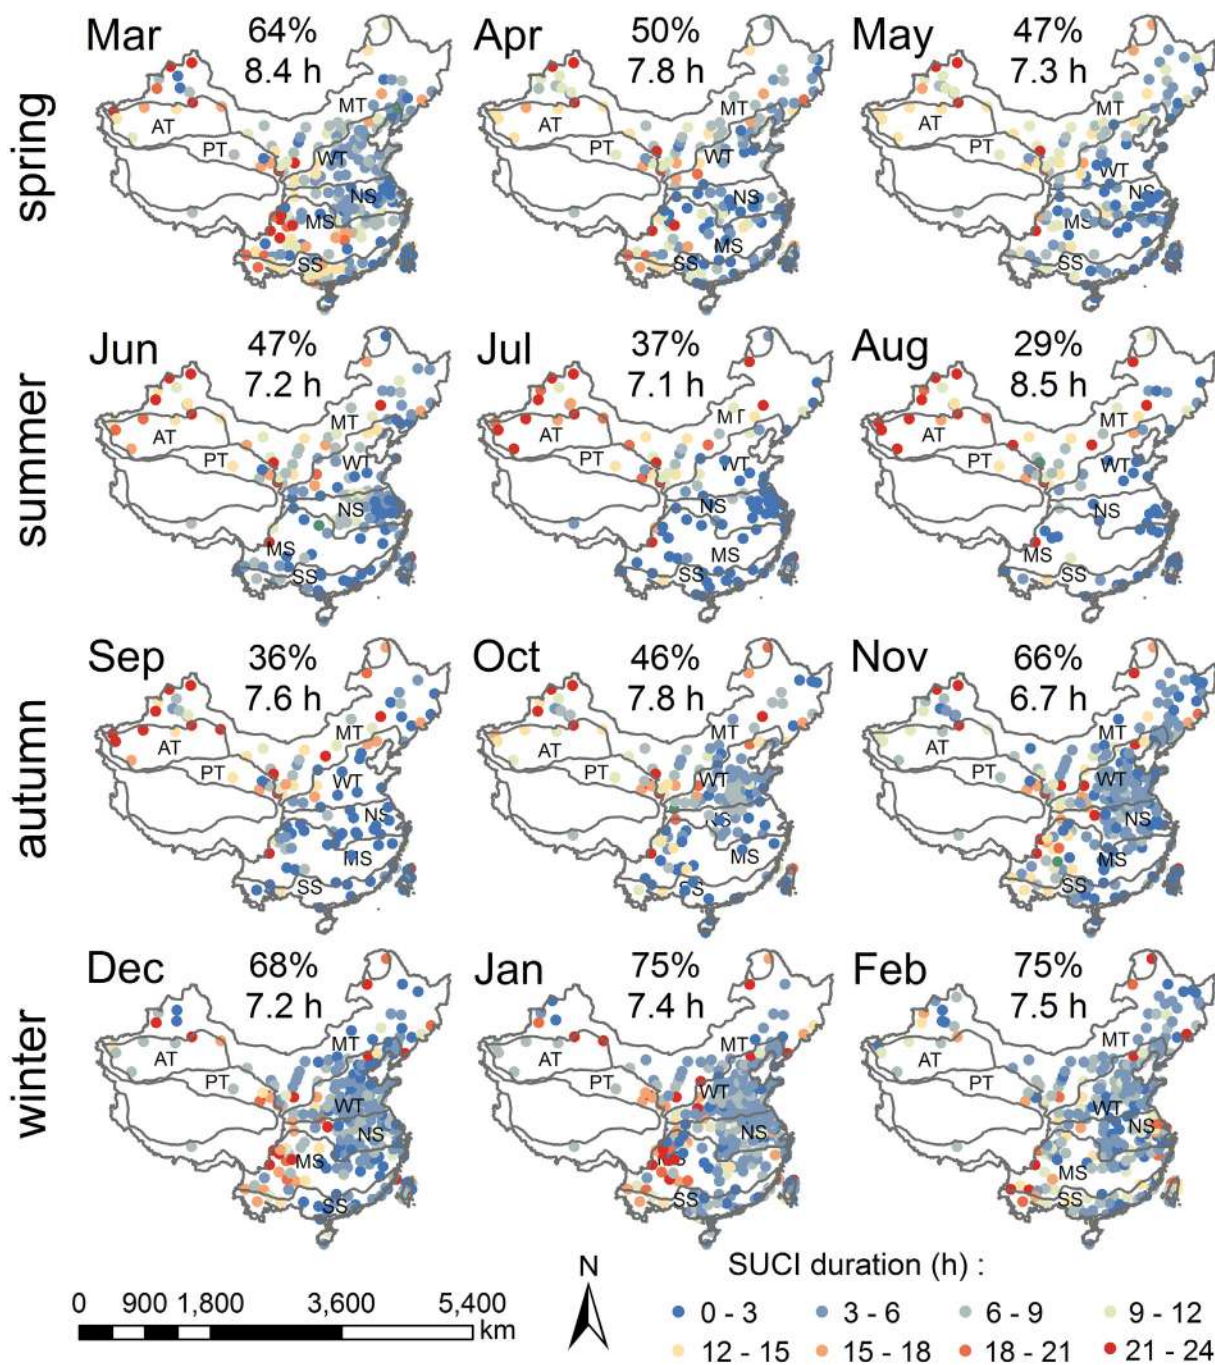 spring
Mar
64%
8.4 h
MT
AT
PT
WT
NS
MS
SS
Apr
50%
7.8 h
MT
AT
PT
WT
NS
MS
SS
May
47%
7.3 h
MT
AT
PT
WT
NS
MS
SS
summer
Jun
47%
7.2 h
MT
AT
PT
WT
NS
MS
SS
Jul
37%
7.1 h
MT
AT
PT
WT
NS
MS
SS
Aug
29%
8.5 h
MT
AT
PT
WT
NS
MS
SS
autumn
Sep
36%
7.6 h
MT
AT
PT
WT
NS
MS
SS
Oct
46%
7.8 h
MT
AT
PT
WT
NS
MS
SS
Nov
66%
6.7 h
MT
AT
PT
WT
NS
MS
SS
winter
Dec
68%
7.2 h
MT
AT
PT
WT
NS
MS
SS
Jan
75%
7.4 h
MT
AT
PT
WT
NS
MS
SS
Feb
75%
7.5 h
MT
AT
PT
WT
NS
MS
SS
0 900 1,800 3,600 5,400
km
N
SUCI duration (h) :
0 - 3 3 - 6 6 - 9 9 - 12
12 - 15 15 - 18 18 - 21 21 - 24